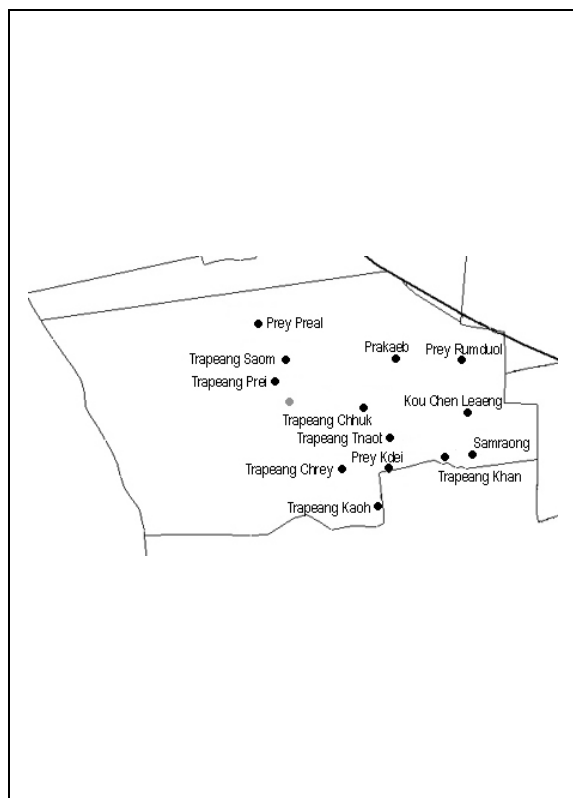 Prey Preal
Trapeang Saom
Prakaeb
Prey Rumduol
Trapeang Prei
Kou Chen Leaeng
Trapeang Chhuk
Trapeang Tnaot
Samraong
Prey Kdei
Trapeang Chrey
Trapeang Khan
Trapeang Kaoh